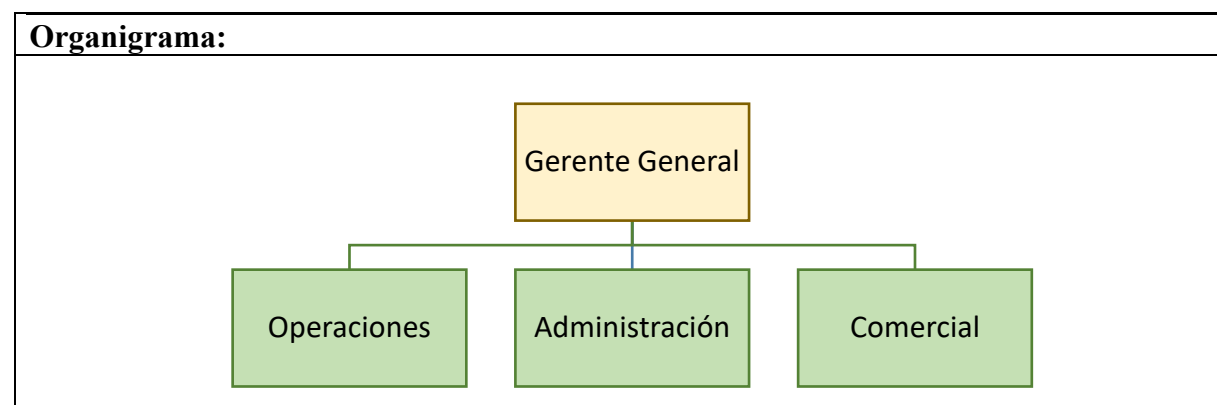 Organigrama:
Gerente General
Operaciones
Administración
Comercial